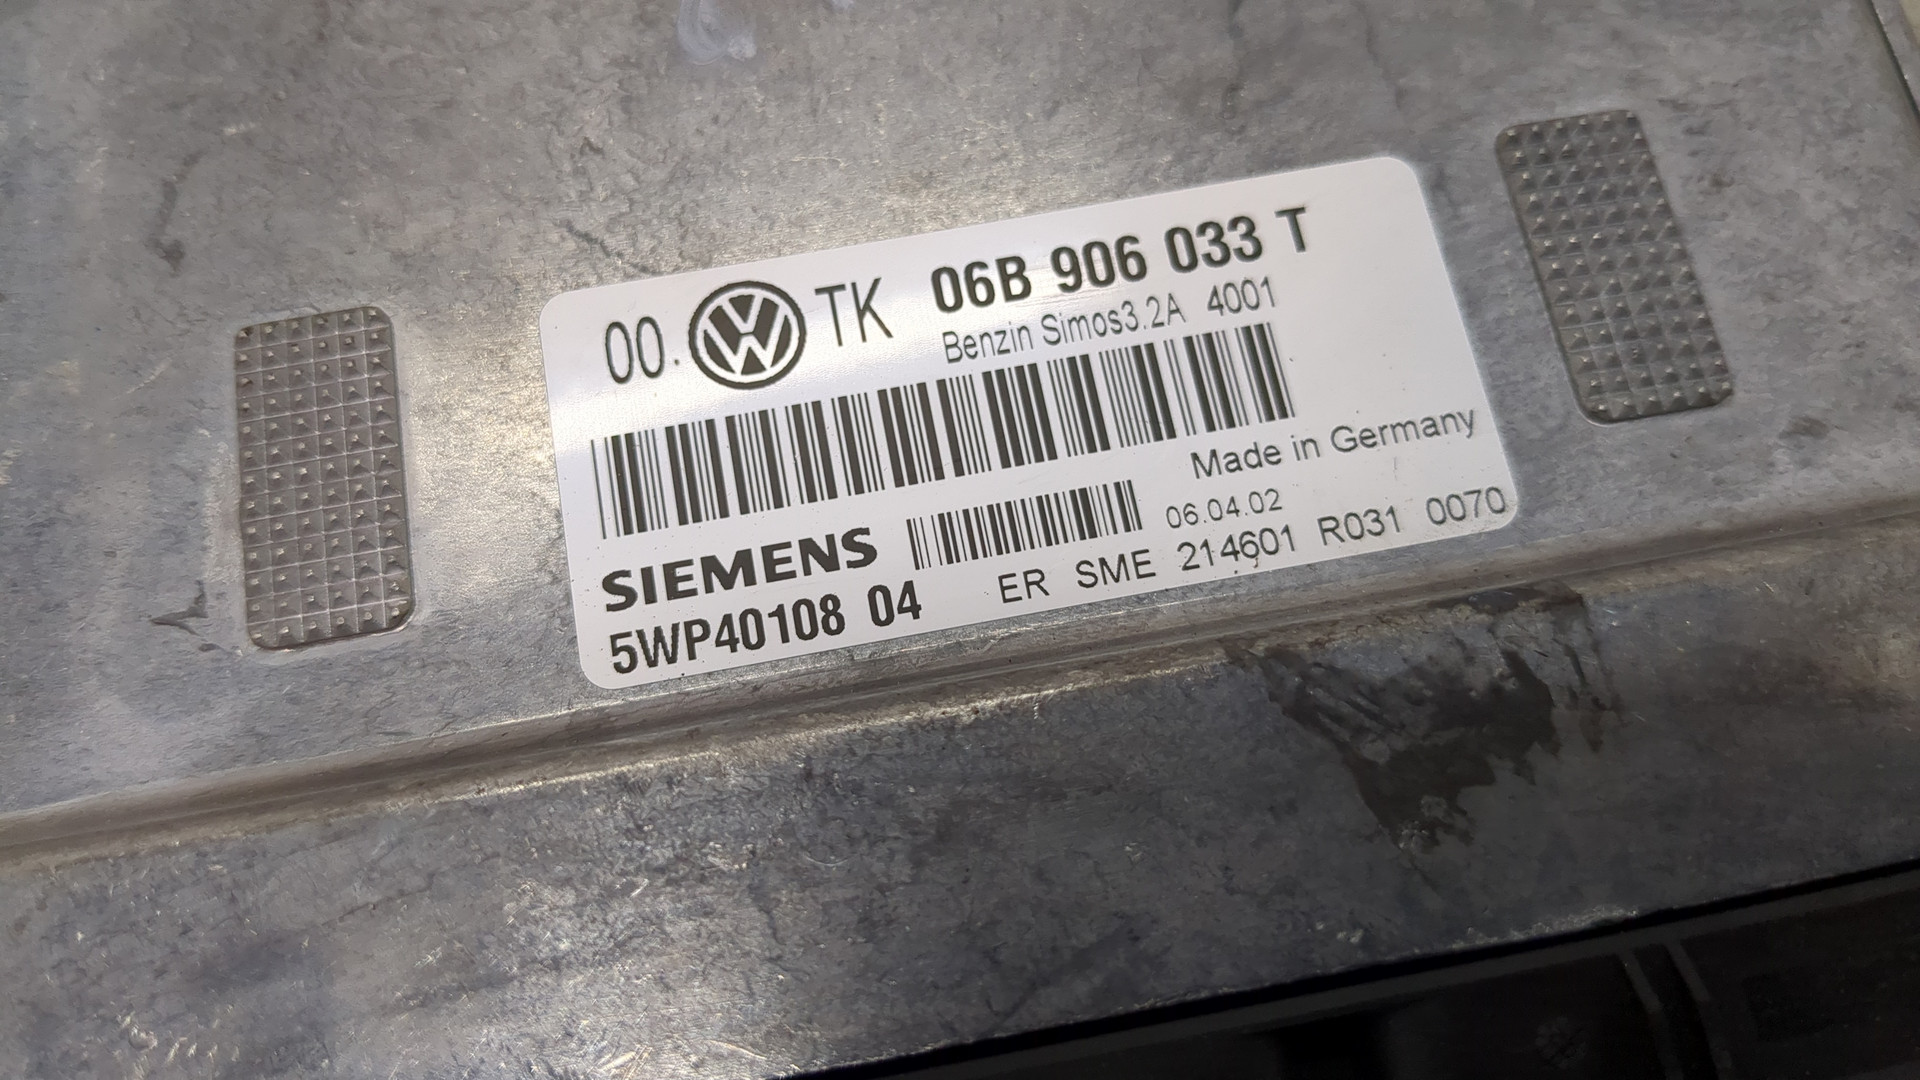 00. VW TK 06B 906 033 T
Benzin Simos3.2A 4001
Made in Germany
SIEMENS 06.04.02
5WP40108 04 ER SME 214601 R031 0070